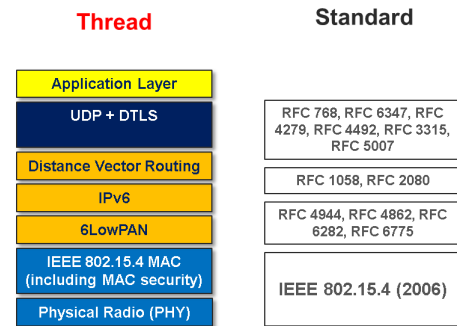 Thread
Standard
Application Layer
UDP + DTLS
Distance Vector Routing
IPv6
6LowPAN
IEEE 802.15.4 MAC
(including MAC security)
Physical Radio (PHY)
RFC 768, RFC 6347, RFC
4279, RFC 4492, RFC 3315,
RFC 5007
RFC 1058, RFC 2080
RFC 4944, RFC 4862, RFC
6282, RFC 6775
IEEE 802.15.4 (2006)